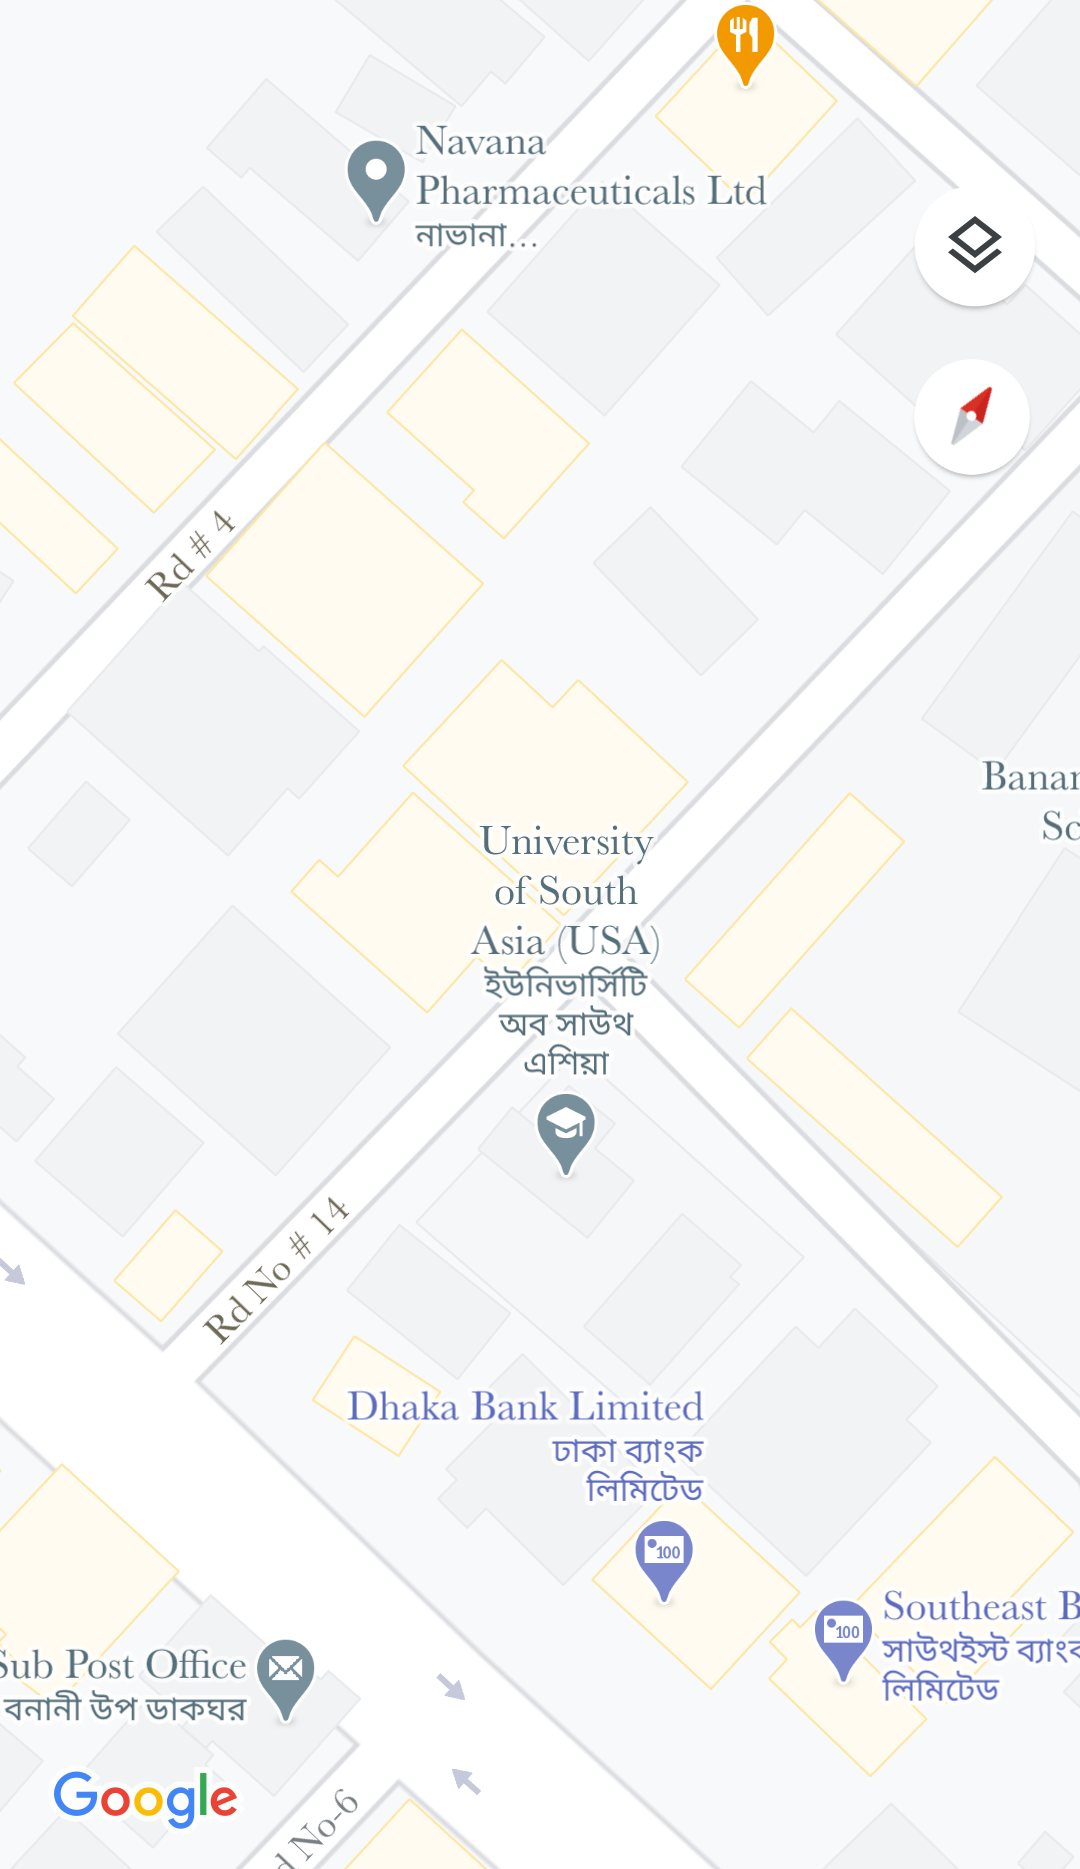 Navana
Pharmaceuticals Ltd
নাভানা...
Rd # 4
Banan
Sc
University
of South
Asia (USA)
ইউনিভার্সিটি
অব সাউথ
এশিয়া
Rd No # 14
Dhaka Bank Limited
ঢাকা ব্যাংক
লিমিটেড
100
Southeast B
সাউথইস্ট ব্যাংক
লিমিটেড
100
Sub Post Office
বনানী উপ ডাকঘর
Google
d No-6